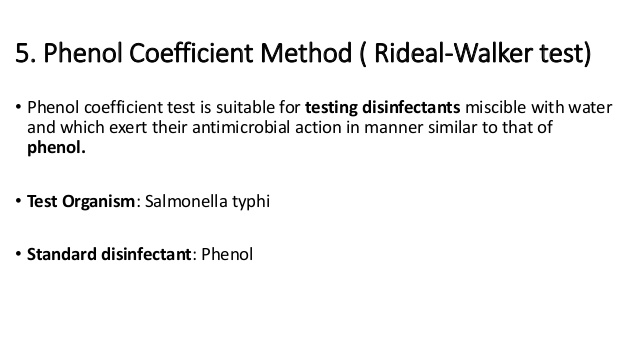 5. Phenol Coefficient Method ( Rideal-Walker test)
• Phenol coefficient test is suitable for testing disinfectants miscible with water
and which exert their antimicrobial action in manner similar to that of
phenol.
• Test Organism: Salmonella typhi
• Standard disinfectant: Phenol